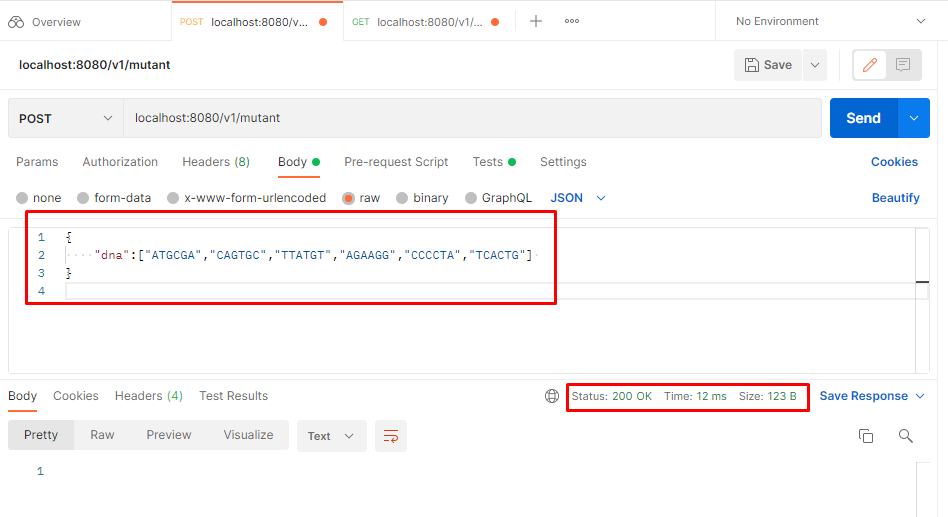 Overview POST localhost:8080/v... GET localhost:8080/v1/... + ooo No Environment
localhost:8080/v1/mutant Save
POST localhost:8080/v1/mutant Send
Params Authorization Headers (8) Body Pre-request Script Tests Settings Cookies
none form-data x-www-form-urlencoded raw binary GraphQL JSON Beautify
1 {
2 "dna":["ATGCGA","CAGTGC","TTATGT","AGAAGG","CCCCTA","TCACTG"]
3 }
4
Body Cookies Headers (4) Test Results Status: 200 OK Time: 12 ms Size: 123 B Save Response
Pretty Raw Preview Visualize Text
1